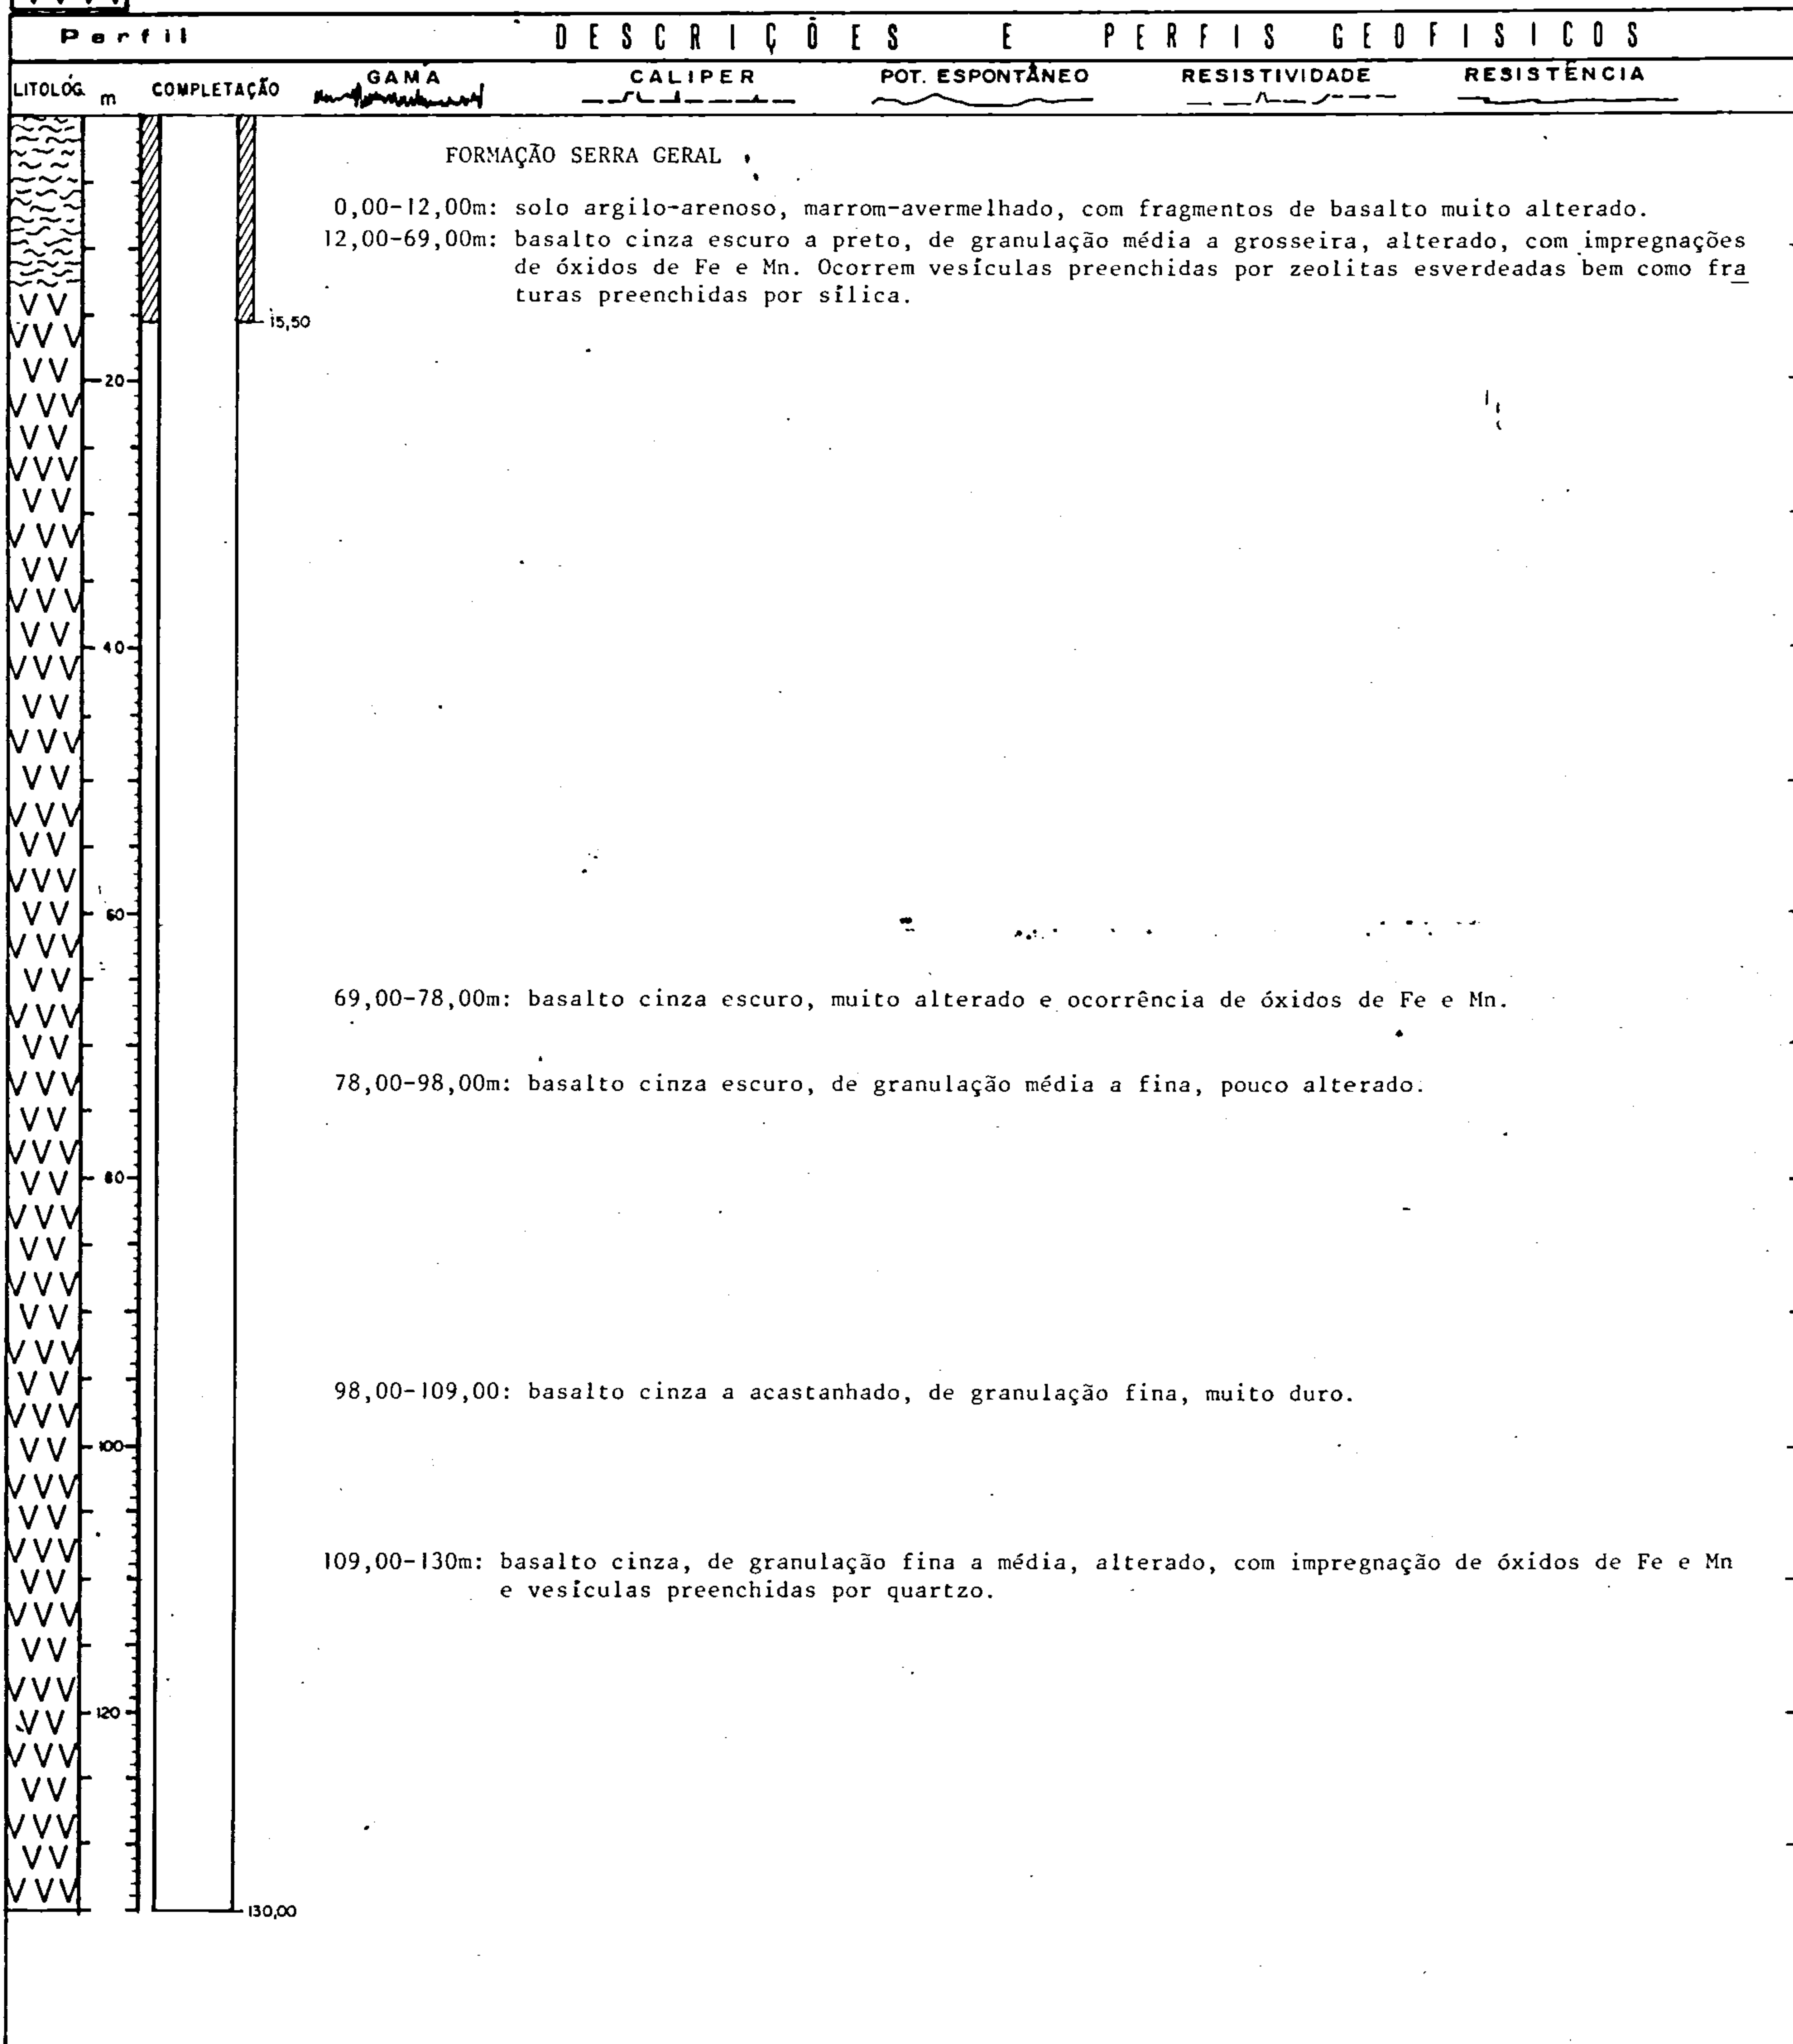 Perfil
DESCRIÇÕES E PERFIS GEOFISICOS
LITOLÓG. m COMPLETAÇÃO GAMA CALIPER POT. ESPONTÂNEO RESISTIVIDADE RESISTÊNCIA
FORMAÇÃO SERRA GERAL
0,00-12,00m: solo argilo-arenoso, marrom-avermelhado, com fragmentos de basalto muito alterado.
12,00-69,00m: basalto cinza escuro a preto, de granulação média a grosseira, alterado, com impregnações
de óxidos de Fe e Mn. Ocorrem vesículas preenchidas por zeolitas esverdeadas bem como fra
turas preenchidas por sílica.
15,50
20
40
60
69,00-78,00m: basalto cinza escuro, muito alterado e ocorrência de óxidos de Fe e Mn.
78,00-98,00m: basalto cinza escuro, de granulação média a fina, pouco alterado.
80
98,00-109,00: basalto cinza a acastanhado, de granulação fina, muito duro.
100
109,00-130m: basalto cinza, de granulação fina a média, alterado, com impregnação de óxidos de Fe e Mn
e vesículas preenchidas por quartzo.
120
130,00